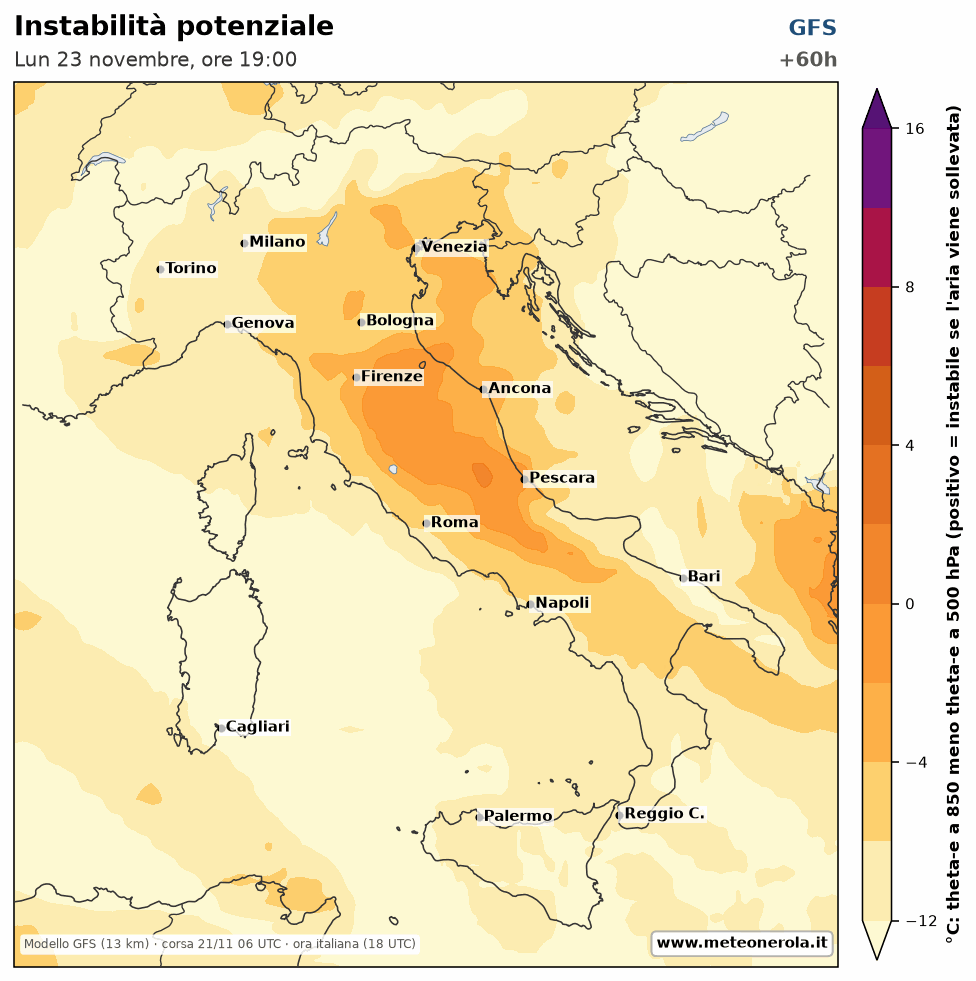 Instabilità potenziale
GFS
Lun 23 novembre, ore 19:00
+60h
Milano
Venezia
Torino
Genova
Bologna
Firenze
Ancona
Pescara
Roma
Bari
Napoli
Cagliari
Palermo
Reggio C.
16
8
4
0
−4
−12
°C: theta-e a 850 meno theta-e a 500 hPa (positivo = instabile se l'aria viene sollevata)
Modello GFS (13 km) · corsa 21/11 06 UTC · ora italiana (18 UTC)
www.meteonerola.it